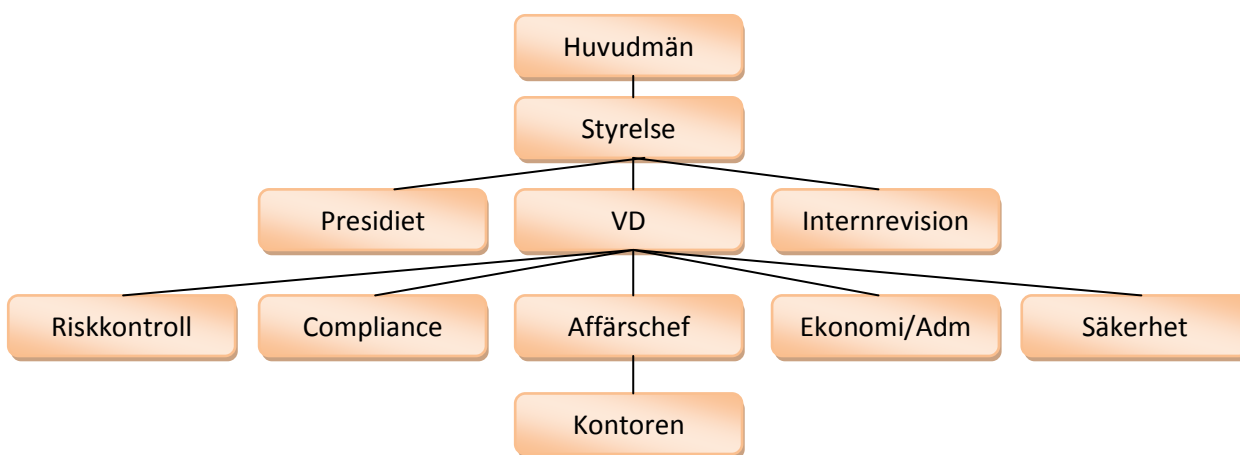 Huvudmän
Styrelse
Presidiet
VD
Internrevision
Riskkontroll
Compliance
Affärschef
Ekonomi/Adm
Säkerhet
Kontoren